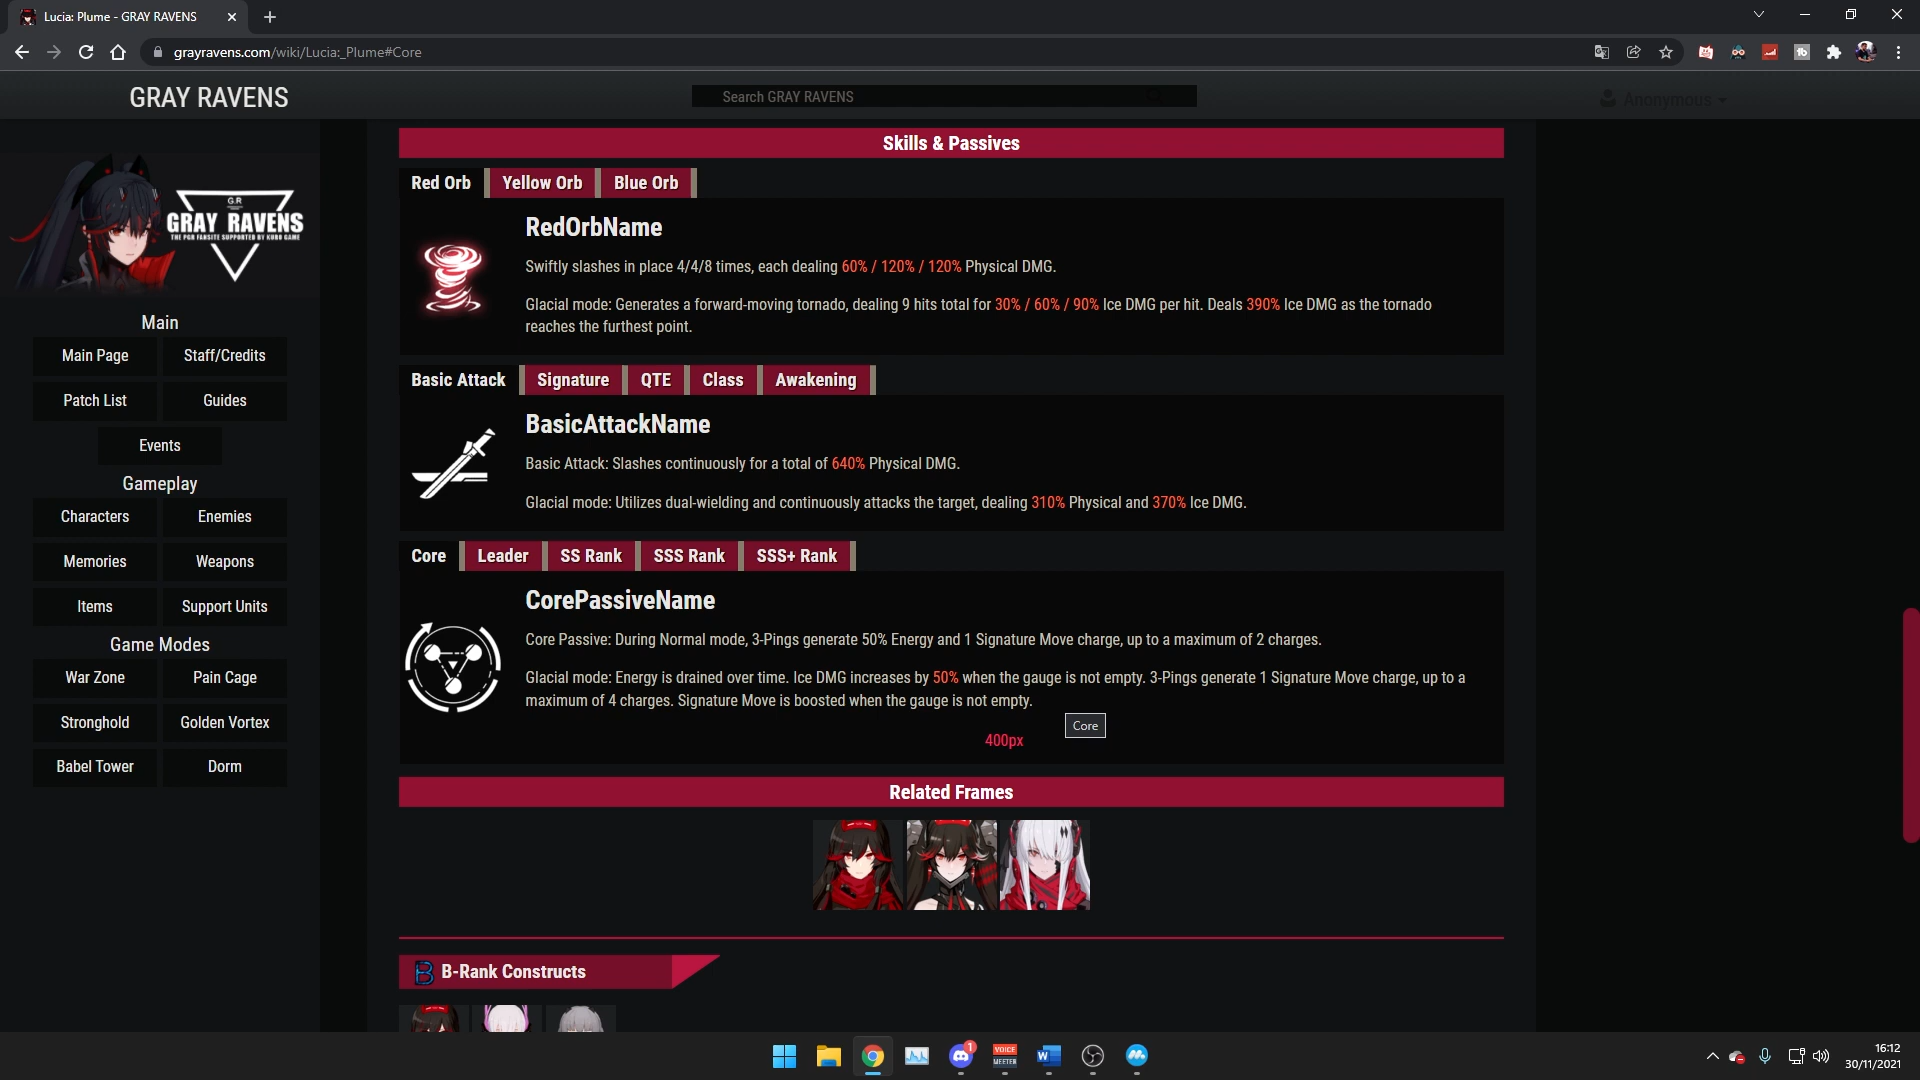 Lucia: Plume - GRAY RAVENS
grayravens.com/wiki/Lucia:_Plume#Core
GRAY RAVENS
Search GRAY RAVENS
Anonymous
G.R
GRAY RAVENS
THE PGR FANSITE SUPPORTED BY KURO GAME
Main
Main Page
Staff/Credits
Patch List
Guides
Events
Gameplay
Characters
Enemies
Memories
Weapons
Items
Support Units
Game Modes
War Zone
Pain Cage
Stronghold
Golden Vortex
Babel Tower
Dorm
Skills & Passives
Red Orb
Yellow Orb
Blue Orb
RedOrbName
Swiftly slashes in place 4/4/8 times, each dealing 60% / 120% / 120% Physical DMG.
Glacial mode: Generates a forward-moving tornado, dealing 9 hits total for 30% / 60% / 90% Ice DMG per hit. Deals 390% Ice DMG as the tornado
reaches the furthest point.
Basic Attack
Signature
QTE
Class
Awakening
BasicAttackName
Basic Attack: Slashes continuously for a total of 640% Physical DMG.
Glacial mode: Utilizes dual-wielding and continuously attacks the target, dealing 310% Physical and 370% Ice DMG.
Core
Leader
SS Rank
SSS Rank
SSS+ Rank
CorePassiveName
Core Passive: During Normal mode, 3-Pings generate 50% Energy and 1 Signature Move charge, up to a maximum of 2 charges.
Glacial mode: Energy is drained over time. Ice DMG increases by 50% when the gauge is not empty. 3-Pings generate 1 Signature Move charge, up to a
maximum of 4 charges. Signature Move is boosted when the gauge is not empty.
Core
400px
Related Frames
B B-Rank Constructs
1
VOICE
MEETER
W
16:12
30/11/2021